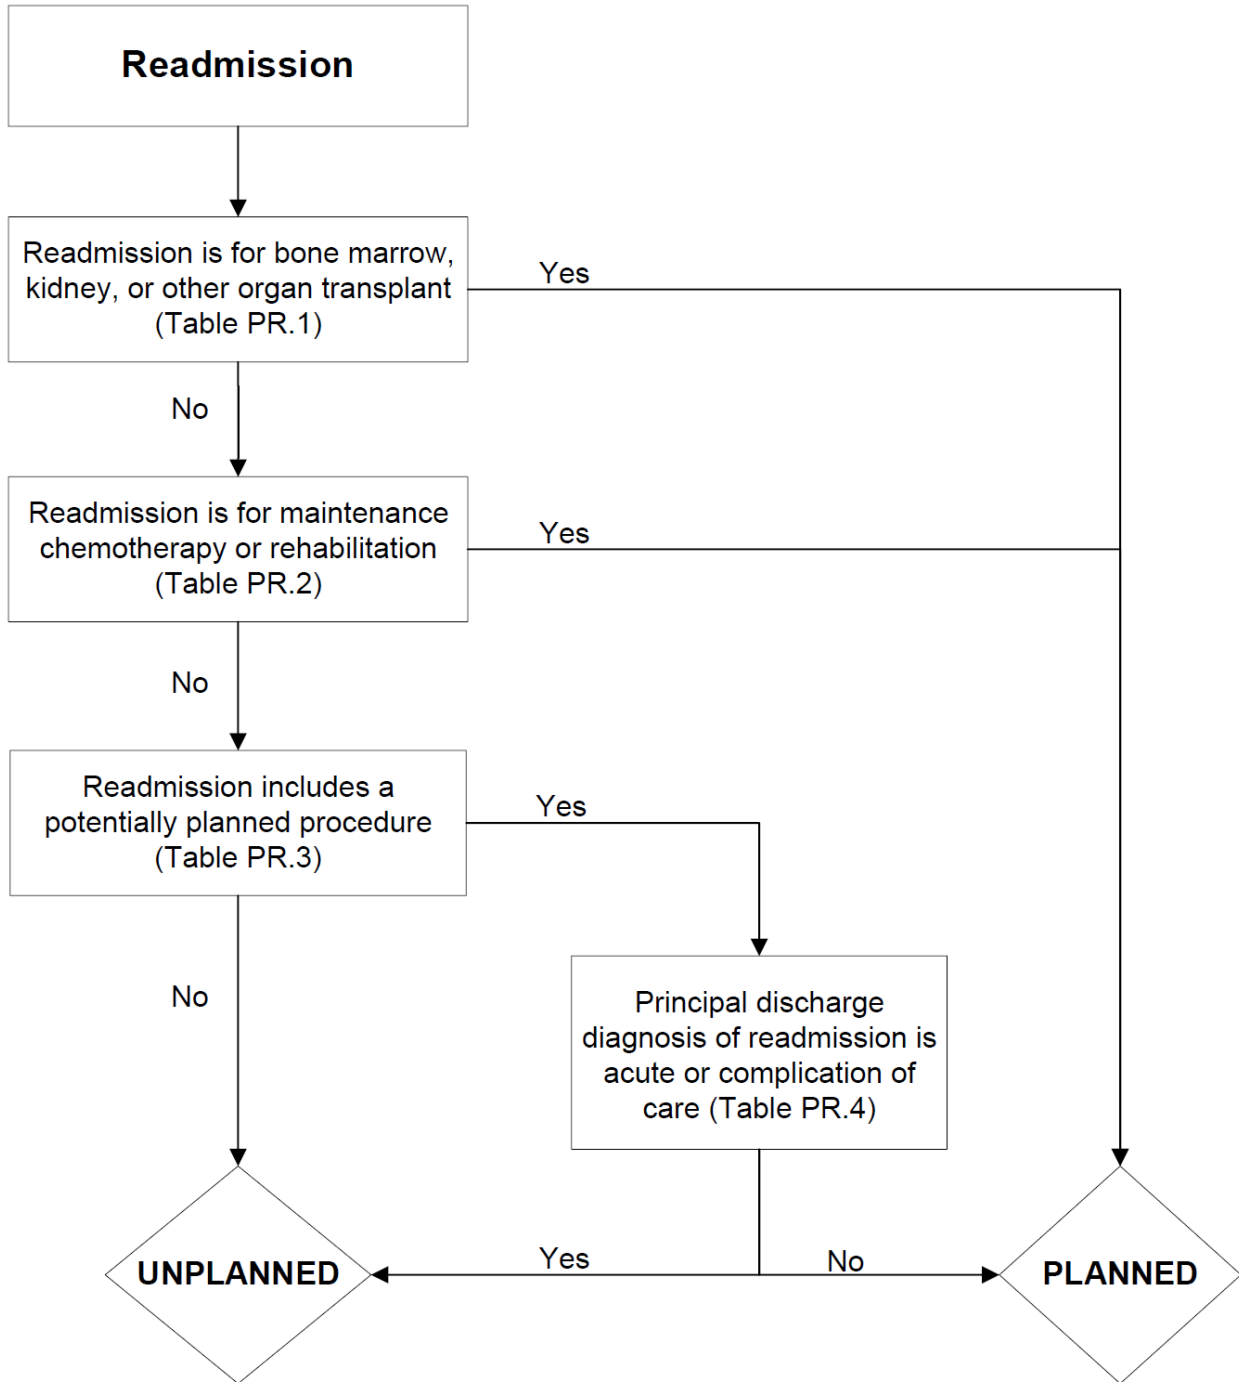 Readmission
Readmission is for bone marrow,
kidney, or other organ transplant
(Table PR.1)
Yes
No
Readmission is for maintenance
chemotherapy or rehabilitation
(Table PR.2)
Yes
No
Readmission includes a
potentially planned procedure
(Table PR.3)
Yes
No
Principal discharge
diagnosis of readmission is
acute or complication of
care (Table PR.4)
Yes
No
UNPLANNED
PLANNED